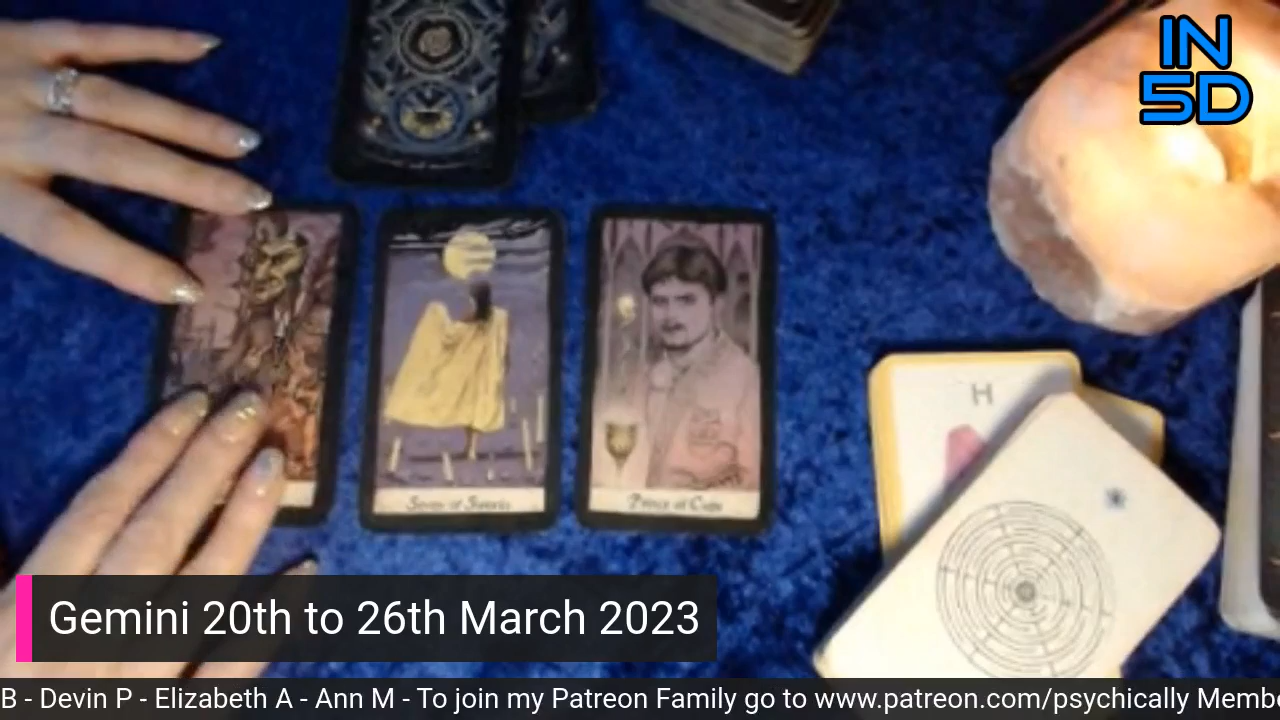 IN
5D
H
Seven of Swords
Prince of Cups
Gemini 20th to 26th March 2023
B - Devin P - Elizabeth A - Ann M - To join my Patreon Family go to www.patreon.com/psychically Membe